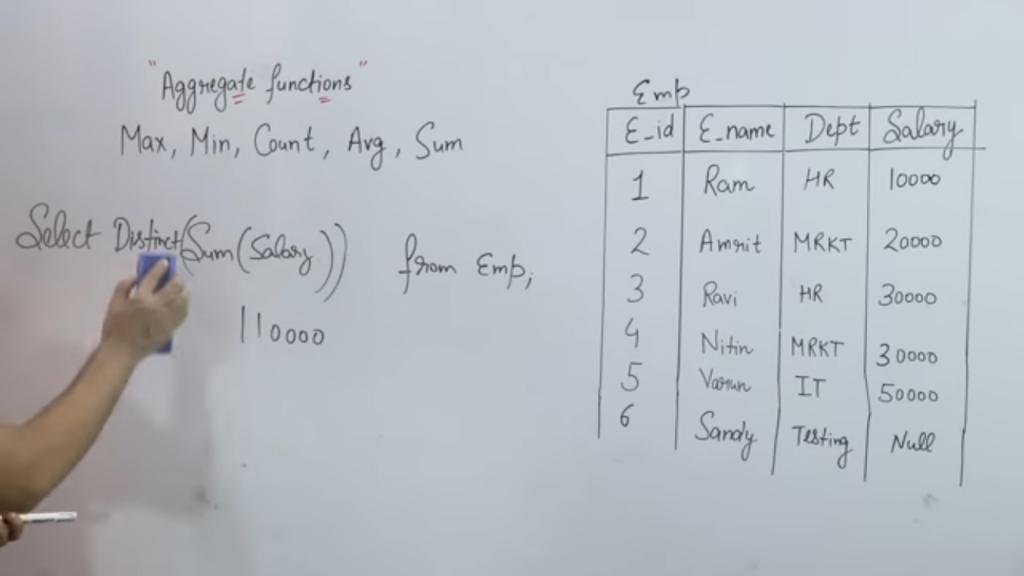 "Aggregate functions"
Max, Min, Count, Avg, Sum
Select Distinct(Sum(Salary)) from Emp;
110000
Emp
E_id E_name Dept Salary
1 Ram HR 10000
2 Amrit MRKT 20000
3 Ravi HR 30000
4 Nitin MRKT 30000
5 Varun IT 50000
6 Sandy Testing Null